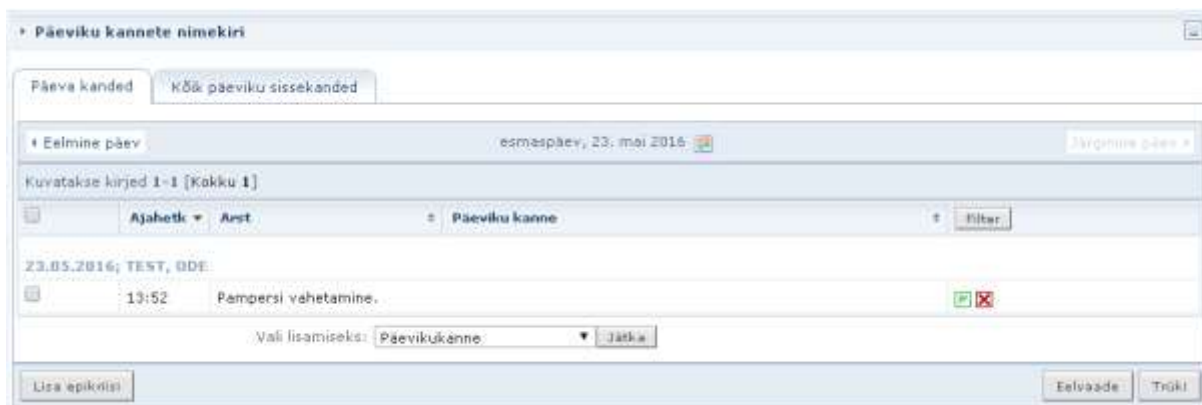 Päeviku kannete nimekiri
Päeva kanded Kõik päeviku sissekanded
Eelmine päev esmaspäev, 23. mai 2016 Järgmine päev
Kuvatakse kirjed 1-1 [Kokku 1]
Ajahetk Arst Päeviku kanne Filter
23.05.2016; TEST, ODE
13:52 Pampersi vahetamine.
Vali lisamiseks: Päevikukanne Jätka
Lisa epikriisi Eelvaade Trüki